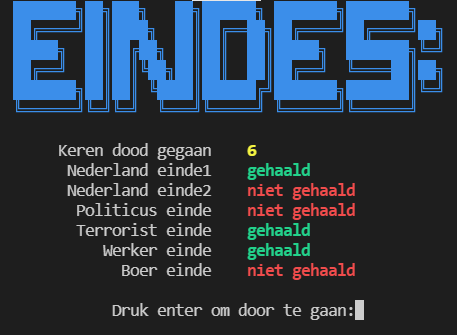 EINDES:
Keren dood gegaan 6
Nederland einde1 gehaald
Nederland einde2 niet gehaald
Politicus einde niet gehaald
Terrorist einde gehaald
Werker einde gehaald
Boer einde niet gehaald
Druk enter om door te gaan: